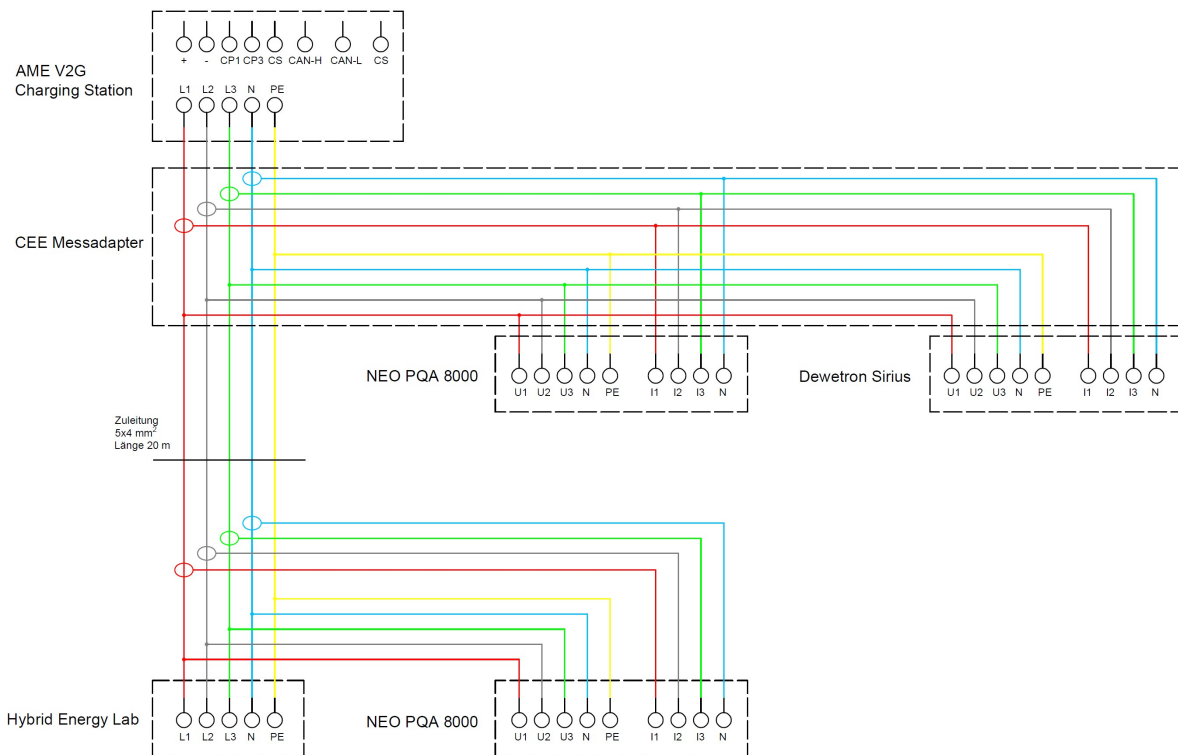 + - CP1 CP3 CS CAN-H CAN-L CS
AME V2G
Charging Station
L1 L2 L3 N PE
CEE Messadapter
NEO PQA 8000
U1 U2 U3 N PE I1 I2 I3 N
Dewetron Sirius
U1 U2 U3 N PE I1 I2 I3 N
Zuleitung
5x4 mm²
Länge 20 m
Hybrid Energy Lab
L1 L2 L3 N PE
NEO PQA 8000
U1 U2 U3 N PE I1 I2 I3 N